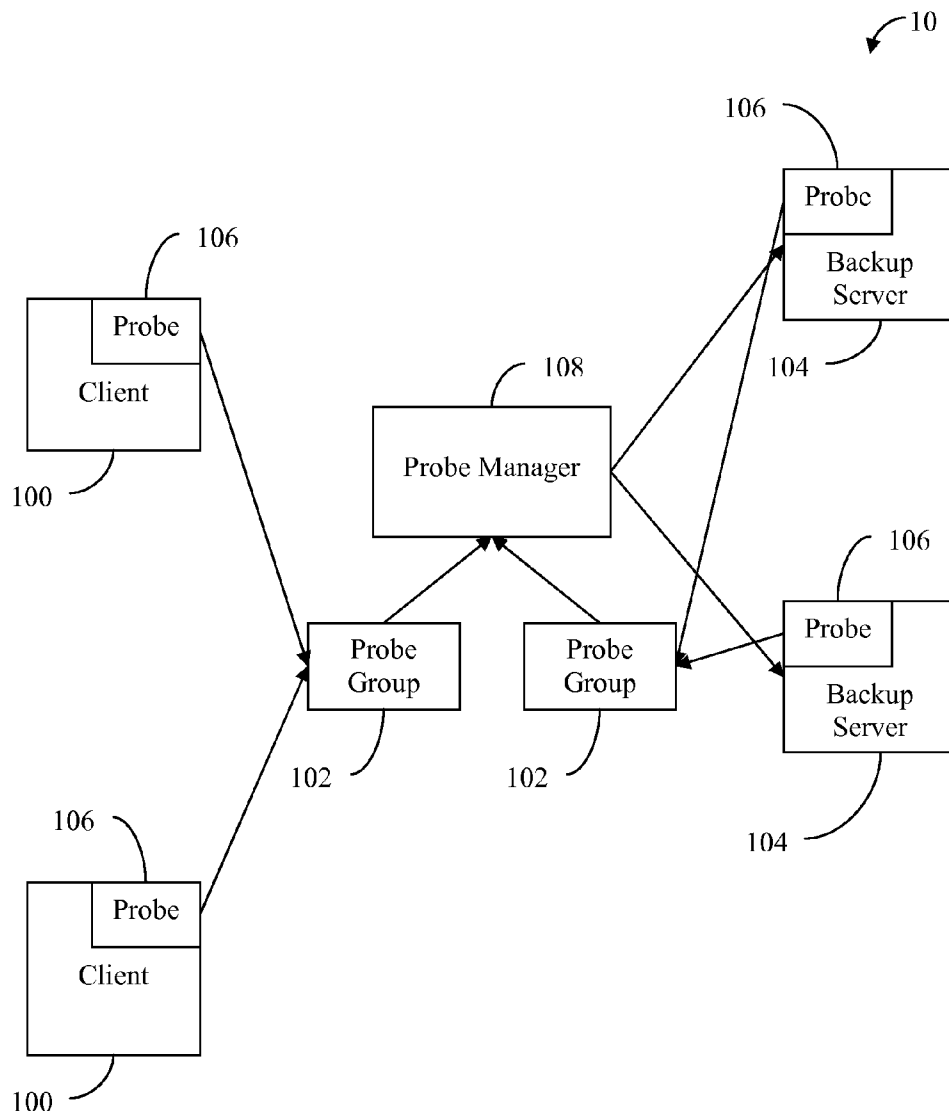 10
106
Probe
Backup
Server
104
106
Probe
Client
100
108
Probe Manager
106
Probe
Backup
Server
104
Probe
Group
102
Probe
Group
102
106
Probe
Client
100